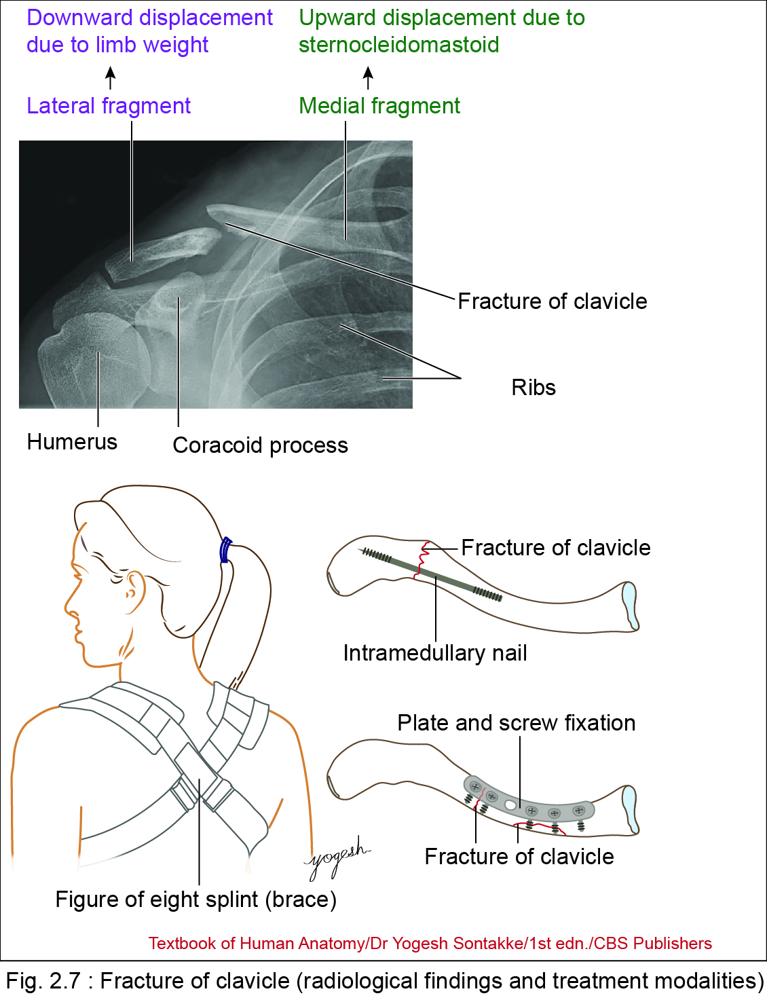 Downward displacement
due to limb weight
Upward displacement due to
sternocleidomastoid
Lateral fragment
Medial fragment
Fracture of clavicle
Ribs
Humerus
Coracoid process
Fracture of clavicle
Intramedullary nail
Plate and screw fixation
Fracture of clavicle
yogesh
Figure of eight splint (brace)
Textbook of Human Anatomy/Dr Yogesh Sontakke/1st edn./CBS Publishers
Fig. 2.7 : Fracture of clavicle (radiological findings and treatment modalities)